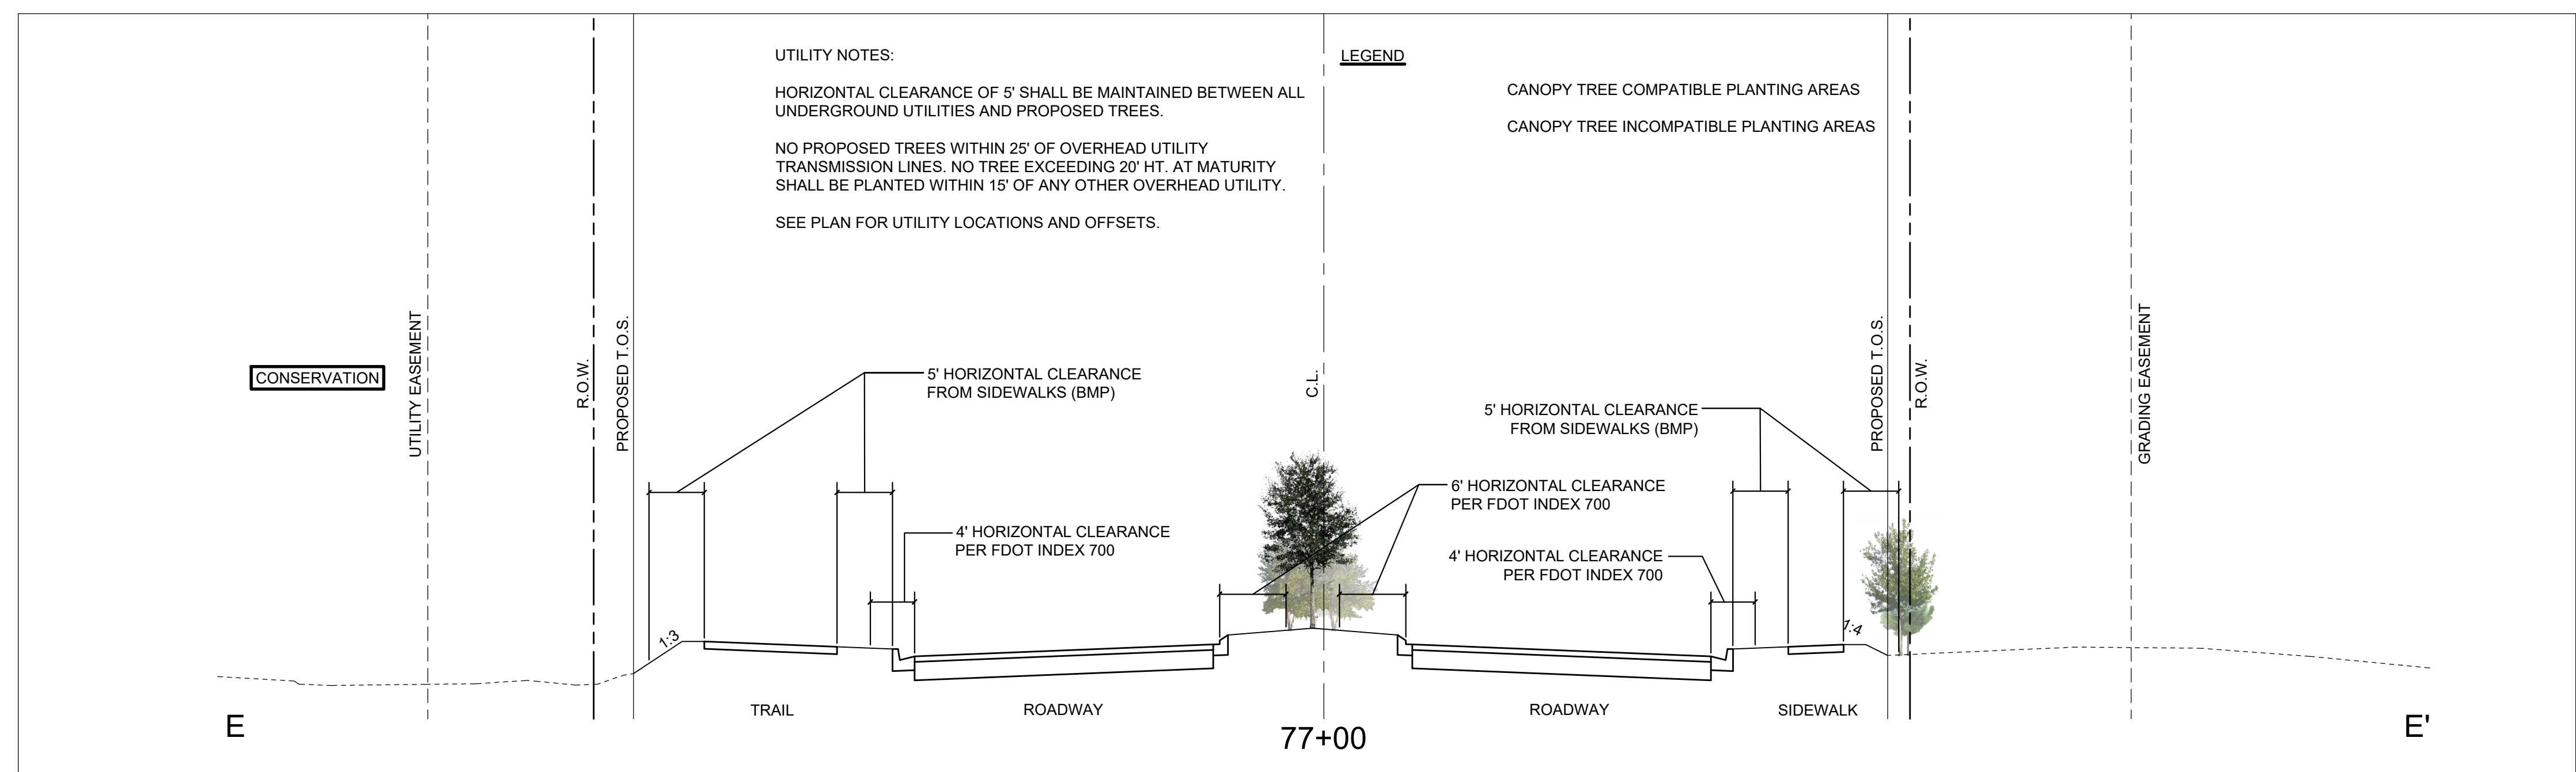 UTILITY NOTES:
HORIZONTAL CLEARANCE OF 5' SHALL BE MAINTAINED BETWEEN ALL
UNDERGROUND UTILITIES AND PROPOSED TREES.
NO PROPOSED TREES WITHIN 25' OF OVERHEAD UTILITY
TRANSMISSION LINES. NO TREE EXCEEDING 20' HT. AT MATURITY
SHALL BE PLANTED WITHIN 15' OF ANY OTHER OVERHEAD UTILITY.
SEE PLAN FOR UTILITY LOCATIONS AND OFFSETS.
LEGEND
CANOPY TREE COMPATIBLE PLANTING AREAS
CANOPY TREE INCOMPATIBLE PLANTING AREAS
CONSERVATION
UTILITY EASEMENT
R.O.W.
PROPOSED T.O.S.
5' HORIZONTAL CLEARANCE
FROM SIDEWALKS (BMP)
4' HORIZONTAL CLEARANCE
PER FDOT INDEX 700
C.L.
6' HORIZONTAL CLEARANCE
PER FDOT INDEX 700
5' HORIZONTAL CLEARANCE
FROM SIDEWALKS (BMP)
4' HORIZONTAL CLEARANCE
PER FDOT INDEX 700
PROPOSED T.O.S.
R.O.W.
GRADING EASEMENT
1:3
1:4
TRAIL
ROADWAY
ROADWAY
SIDEWALK
E
77+00
E'